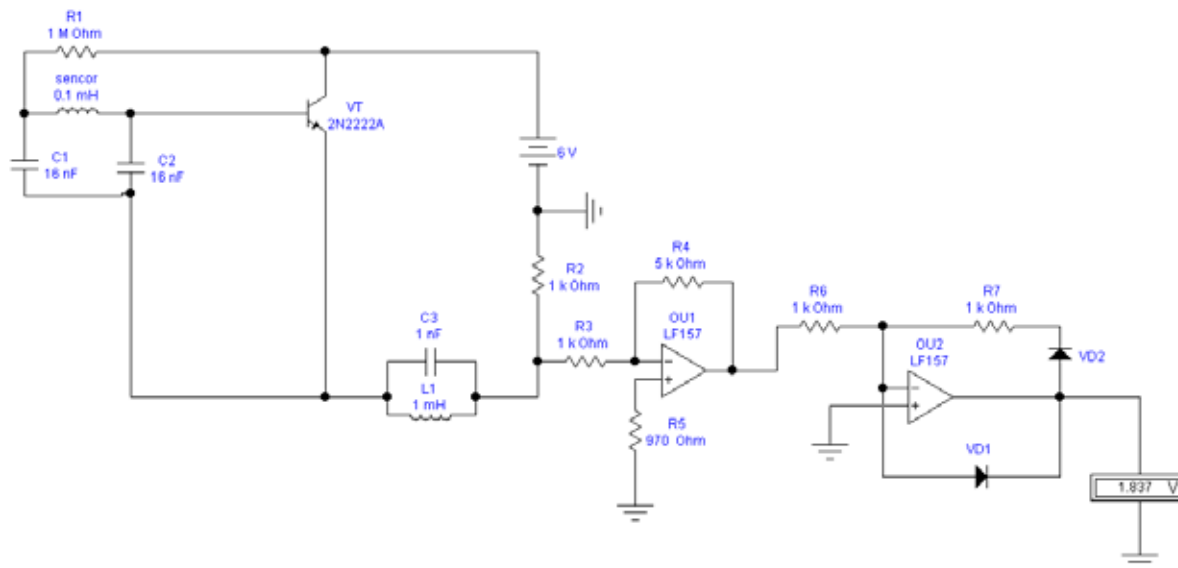 R1
1 M Ohm
sencor
0.1 mH
C1
16 nF
C2
16 nF
VT
2N2222A
6 V
R2
1 k Ohm
C3
1 nF
L1
1 mH
R3
1 k Ohm
R4
5 k Ohm
OU1
LF157
R5
970 Ohm
R6
1 k Ohm
R7
1 k Ohm
OU2
LF157
VD2
VD1
1.837 V